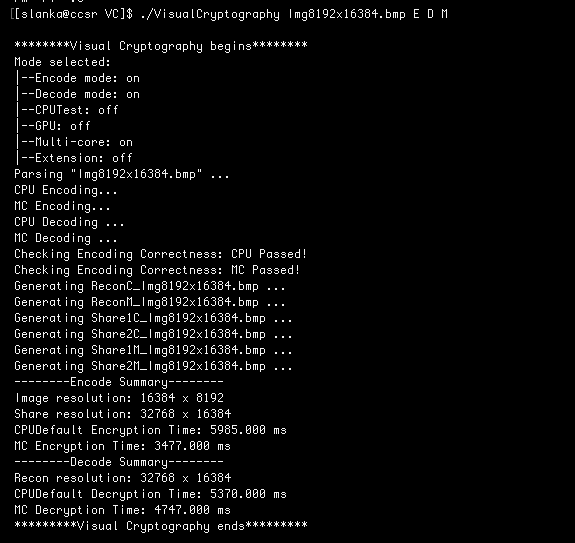 [[slanka@ccsr VC]$ ./VisualCryptography Img8192x16384.bmp E D M
********Visual Cryptography begins********
Mode selected:
|--Encode mode: on
|--Decode mode: on
|--CPUTest: off
|--GPU: off
|--Multi-core: on
|--Extension: off
Parsing "Img8192x16384.bmp" ...
CPU Encoding...
MC Encoding...
CPU Decoding ...
MC Decoding ...
Checking Encoding Correctness: CPU Passed!
Checking Encoding Correctness: MC Passed!
Generating ReconC_Img8192x16384.bmp ...
Generating ReconM_Img8192x16384.bmp ...
Generating Share1C_Img8192x16384.bmp ...
Generating Share2C_Img8192x16384.bmp ...
Generating Share1M_Img8192x16384.bmp ...
Generating Share2M_Img8192x16384.bmp ...
--------Encode Summary--------
Image resolution: 16384 x 8192
Share resolution: 32768 x 16384
CPUDefault Encryption Time: 5985.000 ms
MC Encryption Time: 3477.000 ms
--------Decode Summary--------
Recon resolution: 32768 x 16384
CPUDefault Decryption Time: 5370.000 ms
MC Decryption Time: 4747.000 ms
*********Visual Cryptography ends*********